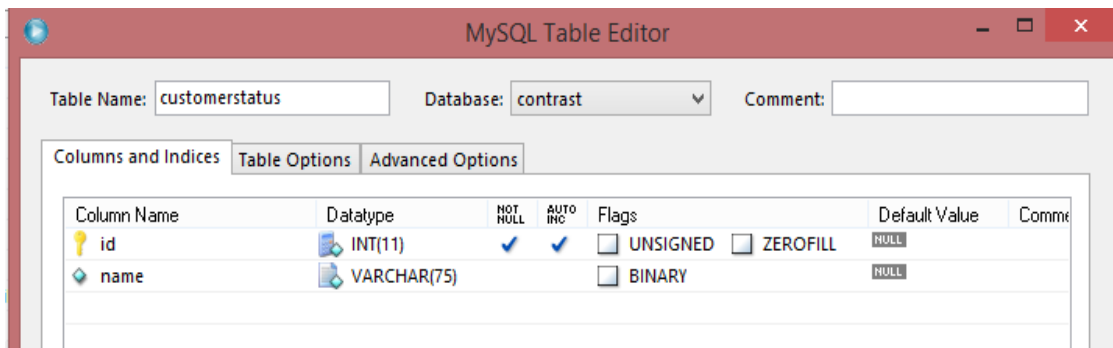 MySQL Table Editor
Table Name: customerstatus Database: contrast Comment:
Columns and Indices Table Options Advanced Options
Column Name Datatype NOT NULL AUTO INC Flags Default Value Comme
id INT(11) UNSIGNED ZEROFILL NULL
name VARCHAR(75) BINARY NULL